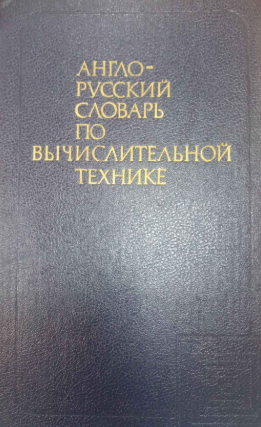 АНГЛО-
РУССКИЙ
СЛОВАРЬ
ПО
ВЫЧИСЛИТЕЛЬНОЙ
ТЕХНИКЕ